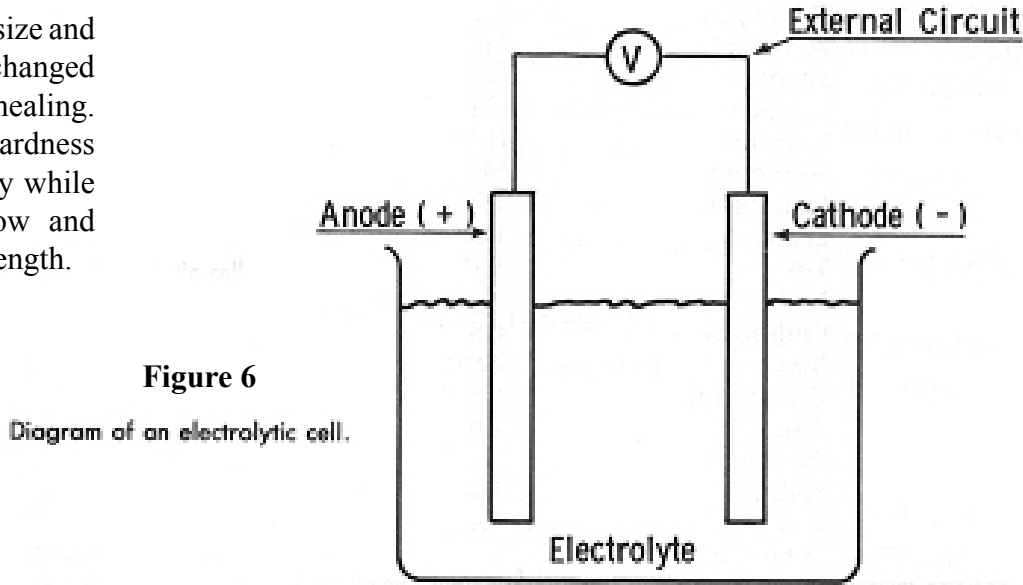 size and
changed
healing.
ardness
y while
ow and
ength.
External Circuit
V
Anode (+)
Cathode (-)
Figure 6
Diagram of an electrolytic cell.
Electrolyte